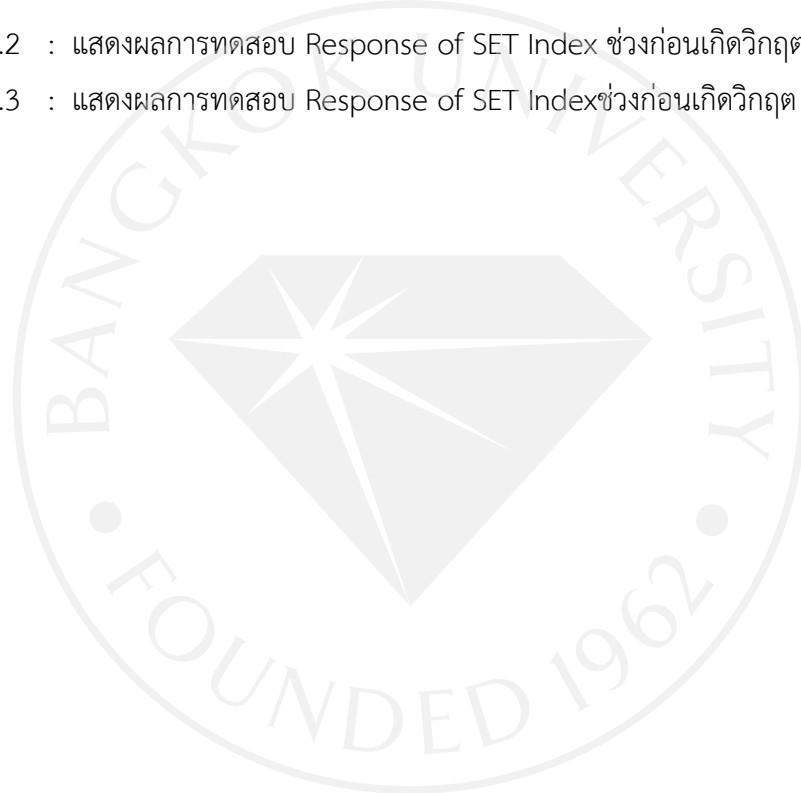 .2 : แสดงผลการทดสอบ Response of SET Index ช่วงก่อนเกิดวิกฤต
.3 : แสดงผลการทดสอบ Response of SET Indexช่วงก่อนเกิดวิกฤต
BANGKOK UNIVERSITY
• FOUNDED 1962 •